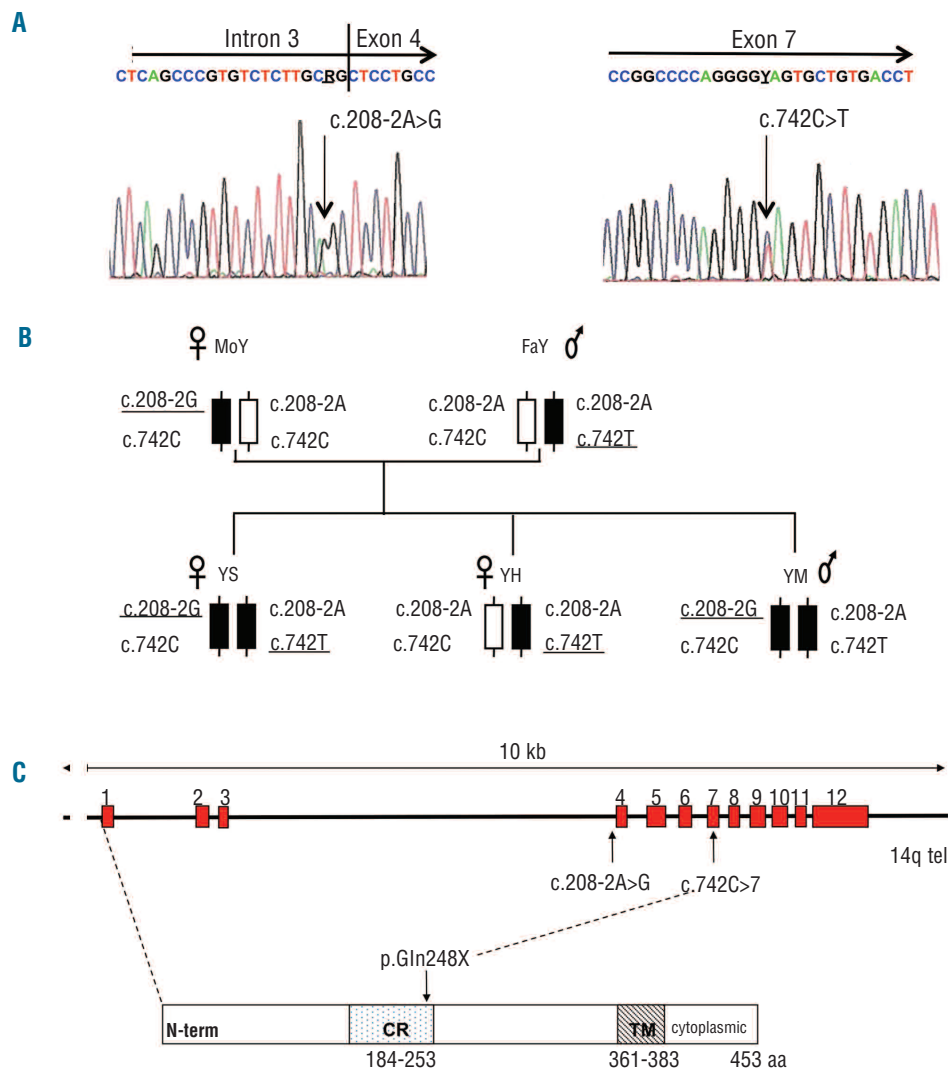 A
Intron 3 Exon 4
CTCAGCCCGTGTCTCTTGCRGCTCCTGCC
c.208-2A>G
Exon 7
CCGGCCCCAGGGGYAGTGCTGTGACCT
c.742C>T
B
♀ MoY
FaY ♂
c.208-2G c.208-2A c.208-2A c.208-2A
c.742C c.742C c.742C c.742T
♀ YS
♀ YH
YM ♂
c.208-2G c.208-2A c.208-2A c.208-2A c.208-2G c.208-2A
c.742C c.742T c.742C c.742T c.742C c.742T
C
10 kb
1 2 3 4 5 6 7 8 9 10 11 12
14q tel
c.208-2A>G c.742C>7
p.Gln248X
N-term CR TM cytoplasmic
184-253 361-383 453 aa